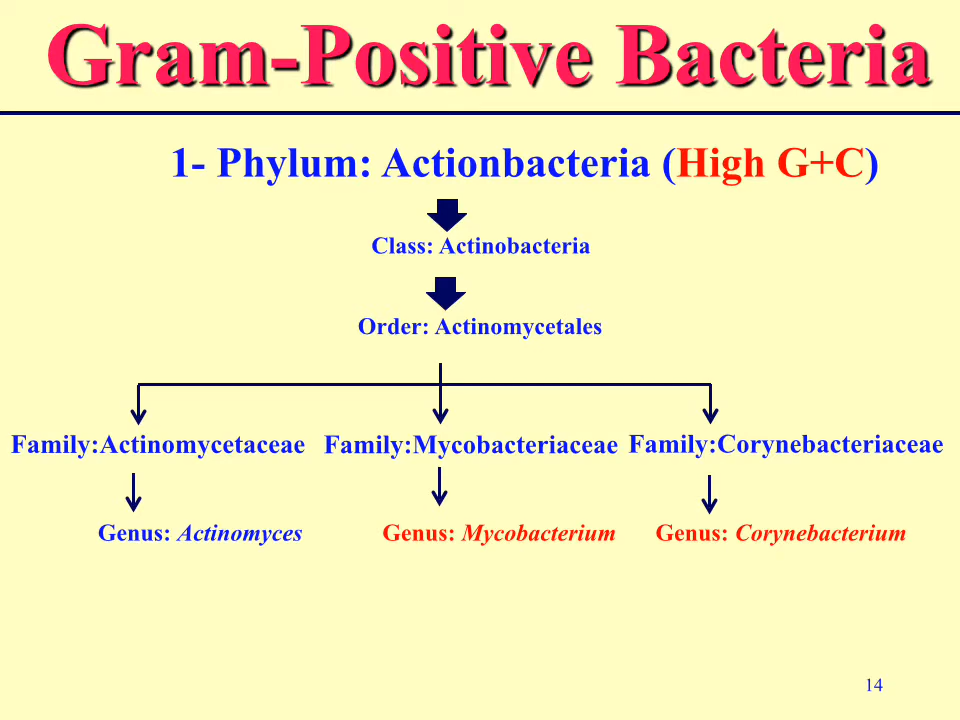 Gram-Positive Bacteria
1- Phylum: Actionbacteria (High G+C)
Class: Actinobacteria
Order: Actinomycetales
Family:Actinomycetaceae Family:Mycobacteriaceae Family:Corynebacteriaceae
Genus: Actinomyces Genus: Mycobacterium Genus: Corynebacterium
14